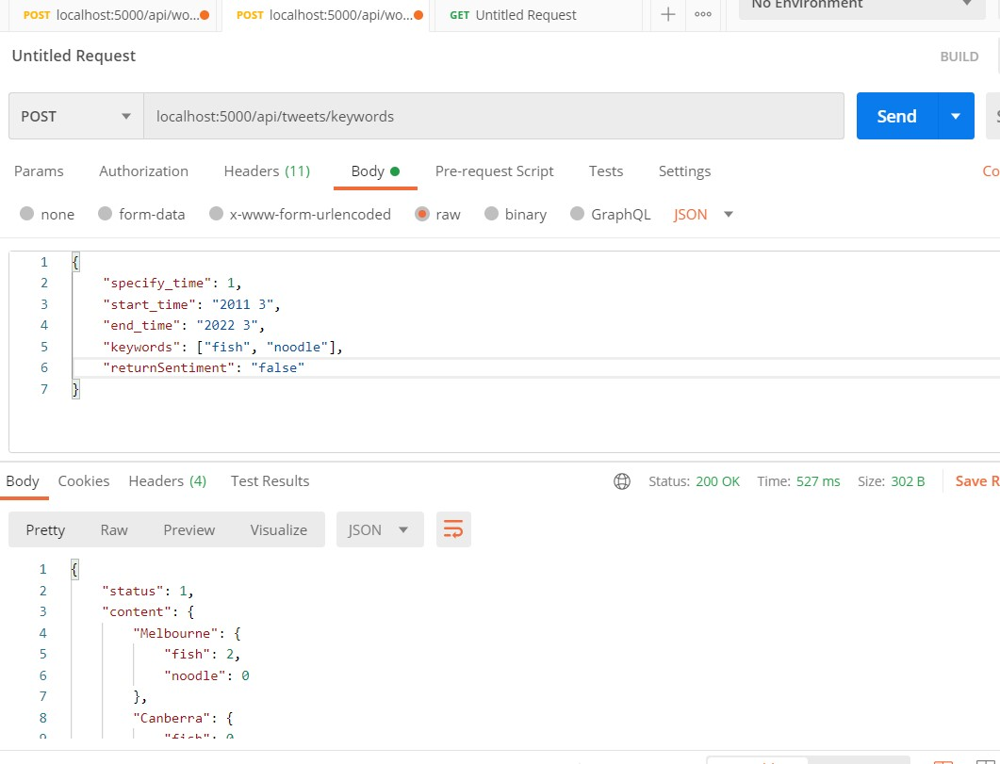 POST localhost:5000/api/wo... POST localhost:5000/api/wo... GET Untitled Request + ooo No Environment
Untitled Request BUILD
POST localhost:5000/api/tweets/keywords Send
Params Authorization Headers (11) Body Pre-request Script Tests Settings Co
none form-data x-www-form-urlencoded raw binary GraphQL JSON
1 {
2 "specify_time": 1,
3 "start_time": "2011 3",
4 "end_time": "2022 3",
5 "keywords": ["fish", "noodle"],
6 "returnSentiment": "false"
7 }
Body Cookies Headers (4) Test Results Status: 200 OK Time: 527 ms Size: 302 B Save R
Pretty Raw Preview Visualize JSON
1 {
2 "status": 1,
3 "content": {
4 "Melbourne": {
5 "fish": 2,
6 "noodle": 0
7 },
8 "Canberra": {
9 "fish": 0